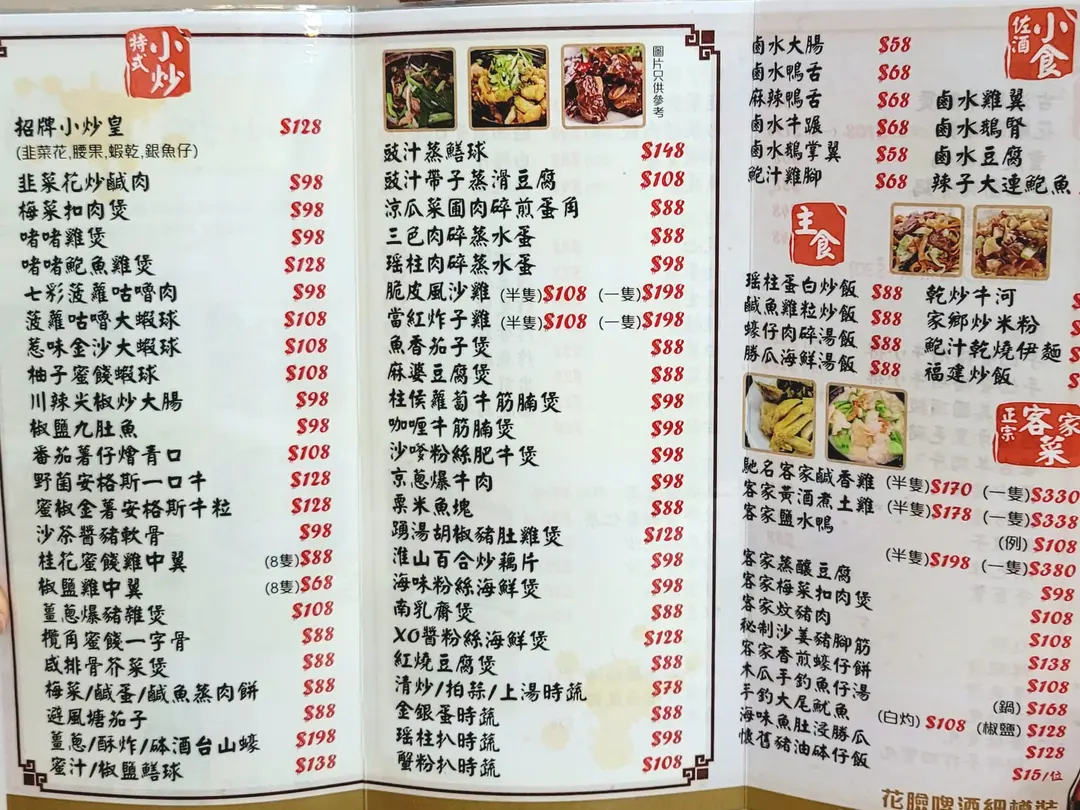 特式
小炒
招牌小炒皇 $128
(韭菜花,腰果,蝦乾,銀魚仔)
韭菜花炒鹹肉 $98
梅菜扣肉煲 $98
啫啫雞煲 $98
啫啫鮑魚雞煲 $128
七彩菠蘿咕嚕肉 $98
菠蘿咕嚕大蝦球 $108
惹味金沙大蝦球 $108
柚子蜜餞蝦球 $108
川辣尖椒炒大腸 $98
椒鹽九肚魚 $98
番茄薯仔燴青口 $108
野菌安格斯一口牛 $128
蜜椒金薯安格斯牛粒 $128
沙茶醬豬軟骨 $98
桂花蜜餞雞中翼 (8隻)$88
椒鹽雞中翼 (8隻)$68
薑蔥爆豬雜煲 $108
欖角蜜餞一字骨 $88
咸排骨芥菜煲 $88
梅菜/鹹蛋/鹹魚蒸肉餅 $88
避風塘茄子 $88
薑蔥/酥炸/砵酒台山蠔 $198
蜜汁/椒鹽鱔球 $138
圖片只供參考
豉汁蒸鱔球 $148
豉汁帶子蒸滑豆腐 $108
涼瓜菜圃肉碎煎蛋角 $88
三色肉碎蒸水蛋 $88
瑤柱肉碎蒸水蛋 $98
脆皮風沙雞 (半隻)$108 (一隻)$198
當紅炸子雞 (半隻)$108 (一隻)$198
魚香茄子煲 $88
麻婆豆腐煲 $88
柱侯蘿蔔牛筋腩煲 $98
咖喱牛筋腩煲 $98
沙嗲粉絲肥牛煲 $98
京蔥爆牛肉 $98
粟米魚塊 $88
踴湯胡椒豬肚雞煲 $128
淮山百合炒藕片 $98
海味粉絲海鮮煲 $98
南乳齋煲 $88
XO醬粉絲海鮮煲 $128
紅燒豆腐煲 $88
清炒/拍蒜/上湯時蔬 $78
金銀蛋時蔬 $88
瑤柱扒時蔬 $98
蟹粉扒時蔬 $108
佐酒
小食
鹵水大腸 $58
鹵水鴨舌 $68
麻辣鴨舌 $68
鹵水牛𦟌 $68
鹵水鵝掌翼 $58
鮑汁雞腳 $68
鹵水雞翼
鹵水鵝腎
鹵水豆腐
辣子大連鮑魚
主食
瑤柱蛋白炒飯 $88
鹹魚雞粒炒飯 $88
蠔仔肉碎湯飯 $88
勝瓜海鮮湯飯 $88
乾炒牛河
家鄉炒米粉
鮑汁乾燒伊麵
福建炒飯
正宗
客家菜
馳名客家鹹香雞 (半隻)$170 (一隻)$330
客家黃酒煮土雞 (半隻)$178 (一隻)$338
客家鹽水鴨 (例) $108
(半隻)$198 (一隻)$380
客家蒸釀豆腐 $98
客家梅菜扣肉煲 $108
客家炆豬肉 $108
秘制沙姜豬腳筋 $138
客家香煎蠔仔餅 $108
木瓜手釣魚仔湯 (鍋) $168
手釣大尾魷魚 (白灼) $108 (椒鹽) $128
海味魚肚浸勝瓜 $128
懷舊豬油砵仔飯 $15/位
花臉啤酒細樽裝